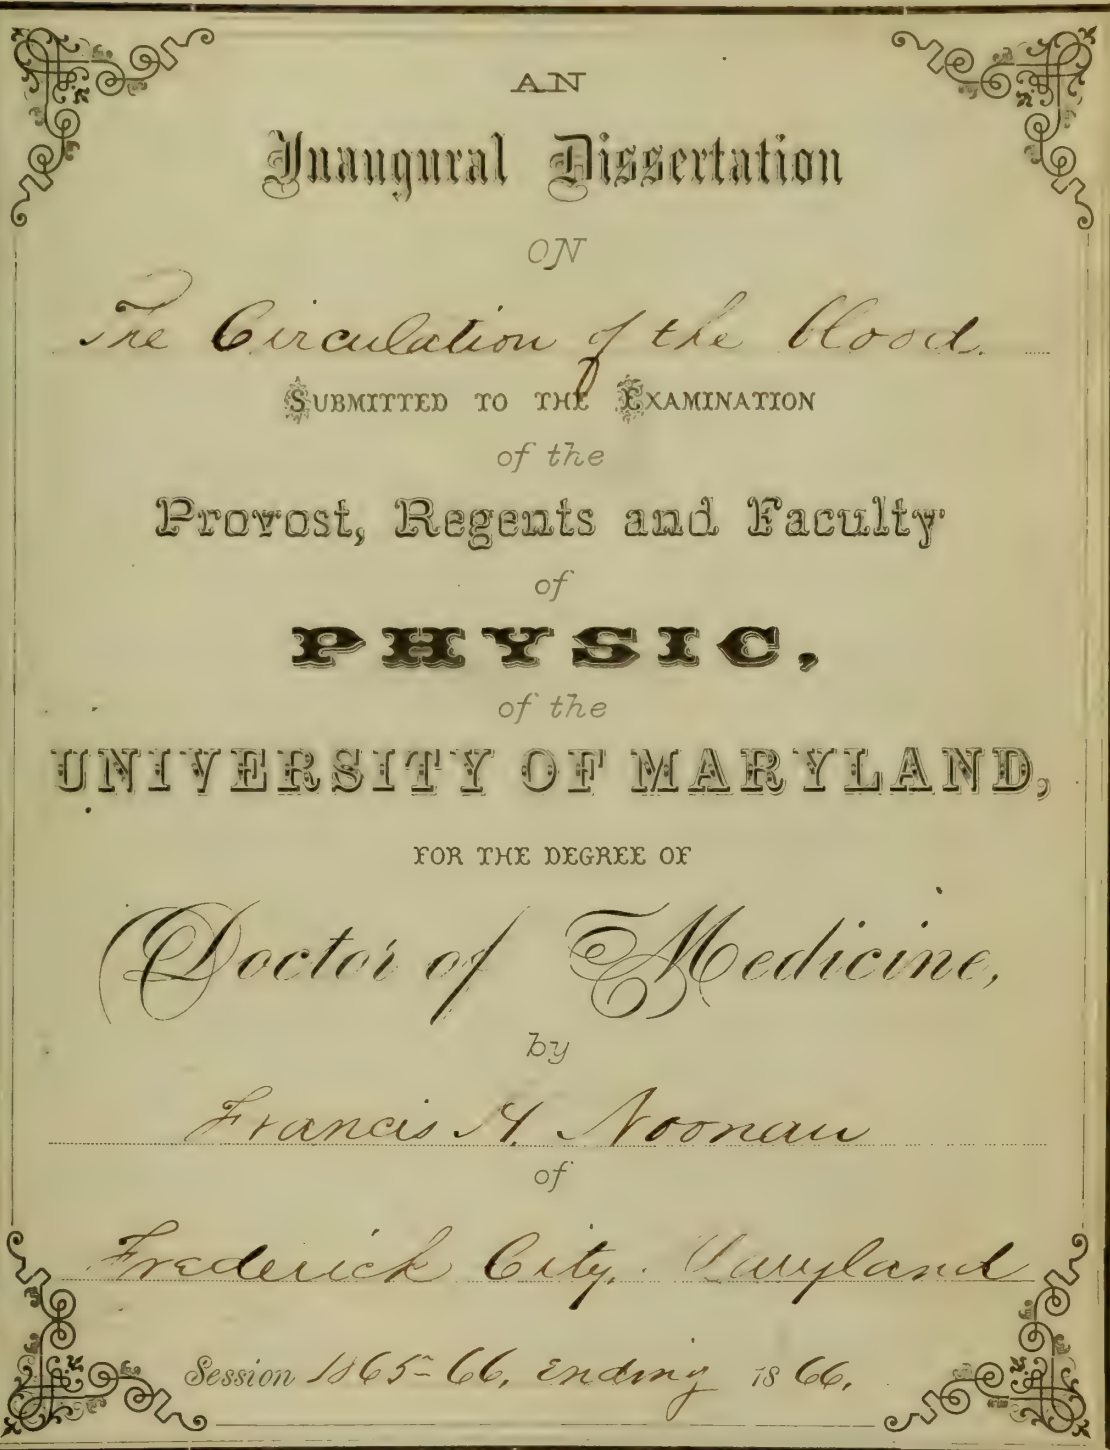 AN
Inaugural Dissertation
ON
The Circulation of the blood.
SUBMITTED TO THE EXAMINATION
of the
Provost, Regents and Faculty
of
PHYSIC,
of the
UNIVERSITY OF MARYLAND,
FOR THE DEGREE OF
Doctor of Medicine,
by
Francis H. Noonan
of
Frederick City. Maryland
Session 1865-66, Ending 1866.